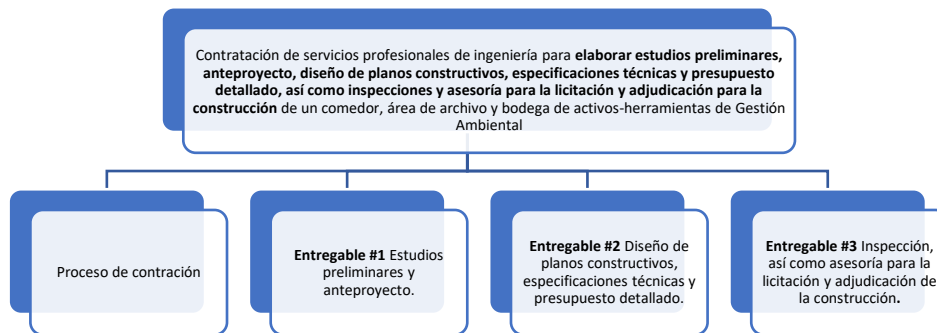 Contratación de servicios profesionales de ingeniería para elaborar estudios preliminares,
anteproyecto, diseño de planos constructivos, especificaciones técnicas y presupuesto
detallado, así como inspecciones y asesoría para la licitación y adjudicación para la
construcción de un comedor, área de archivo y bodega de activos-herramientas de Gestión
Ambiental
Proceso de contración
Entregable #1 Estudios
preliminares y
anteproyecto.
Entregable #2 Diseño de
planos constructivos,
especificaciones técnicas y
presupuesto detallado.
Entregable #3 Inspección,
así como asesoría para la
licitación y adjudicación de
la construcción.